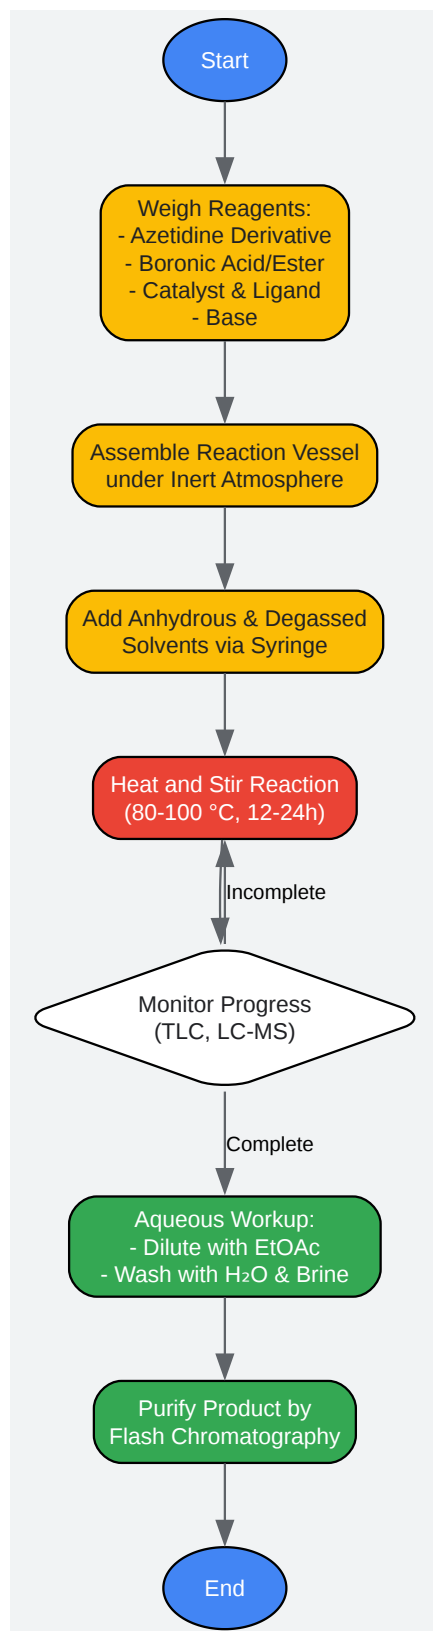 Start
Weigh Reagents:
- Azetidine Derivative
- Boronic Acid/Ester
- Catalyst & Ligand
- Base
Assemble Reaction Vessel
under Inert Atmosphere
Add Anhydrous & Degassed
Solvents via Syringe
Heat and Stir Reaction
(80-100 °C, 12-24h)
Incomplete
Monitor Progress
(TLC, LC-MS)
Complete
Aqueous Workup:
- Dilute with EtOAc
- Wash with H₂O & Brine
Purify Product by
Flash Chromatography
End